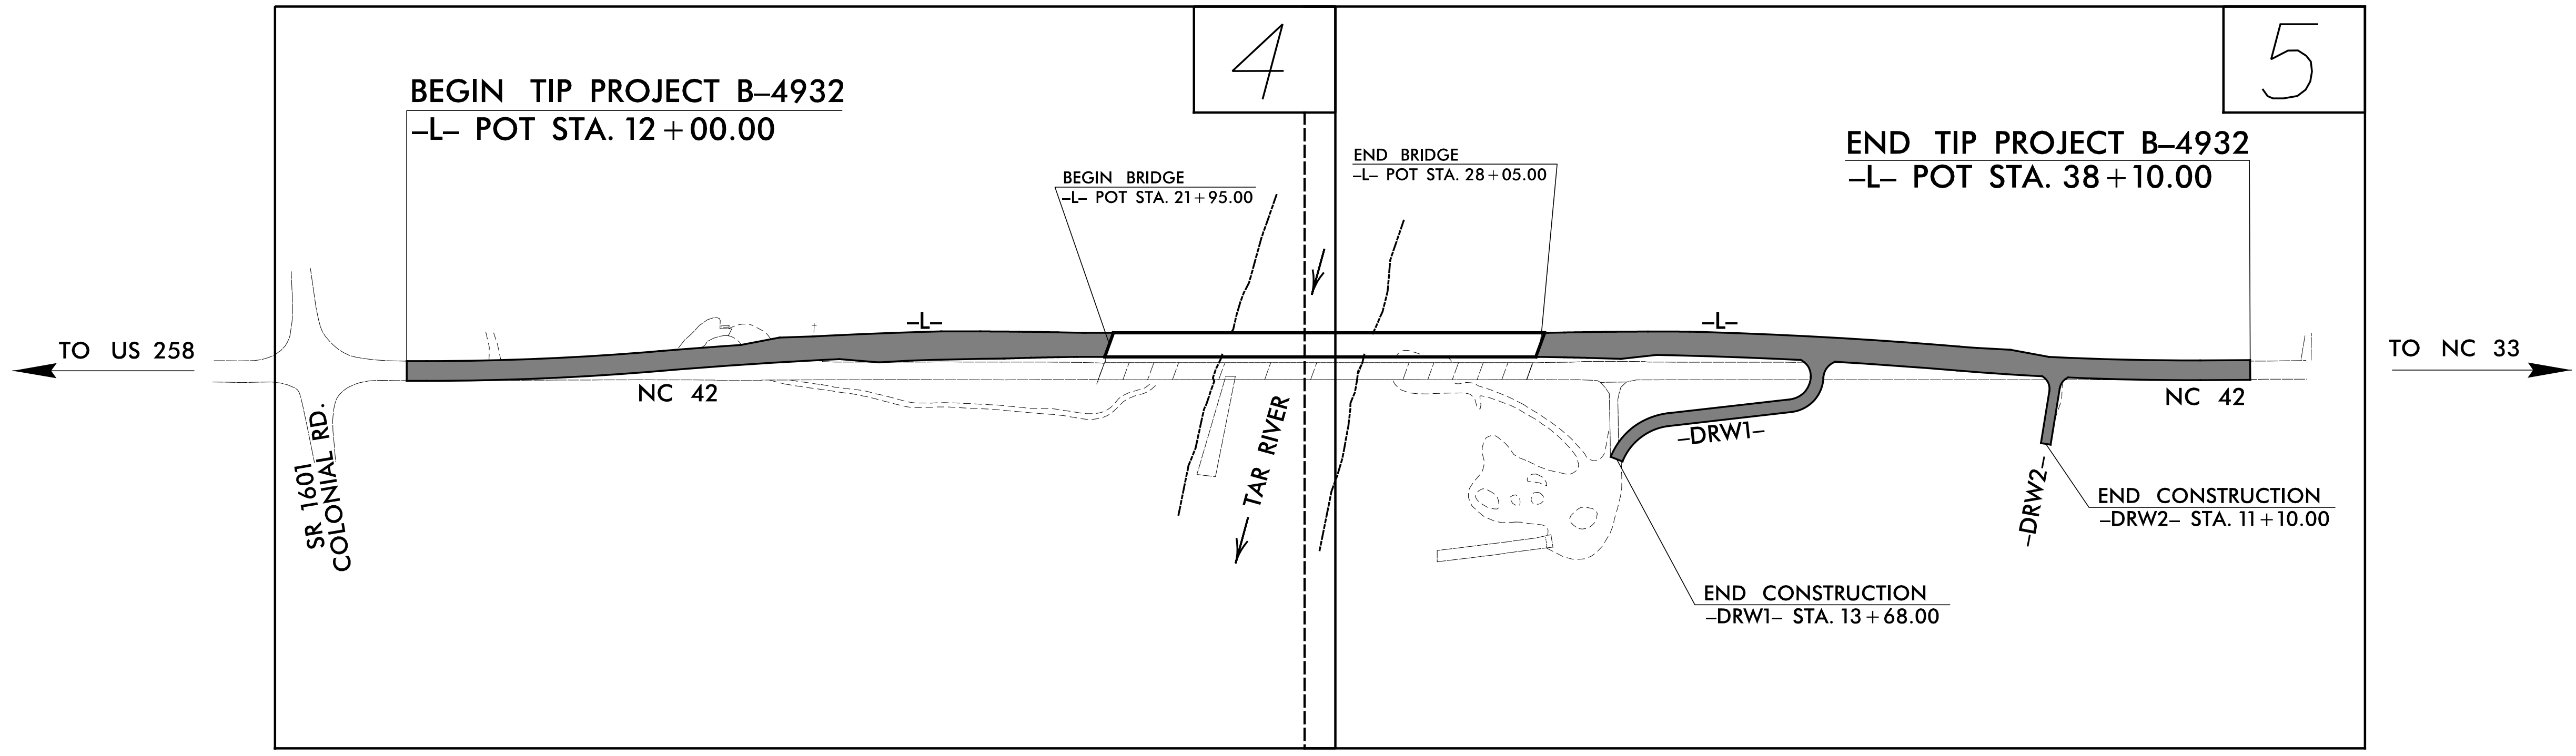 4
5
BEGIN TIP PROJECT B–4932
–L– POT STA. 12+00.00
END TIP PROJECT B–4932
–L– POT STA. 38+10.00
BEGIN BRIDGE
–L– POT STA. 21+95.00
END BRIDGE
–L– POT STA. 28+05.00
–L–
–L–
TO US 258
TO NC 33
NC 42
NC 42
SR 1601
COLONIAL RD.
TAR RIVER
–DRW1–
–DRW2–
END CONSTRUCTION
–DRW2– STA. 11+10.00
END CONSTRUCTION
–DRW1– STA. 13+68.00